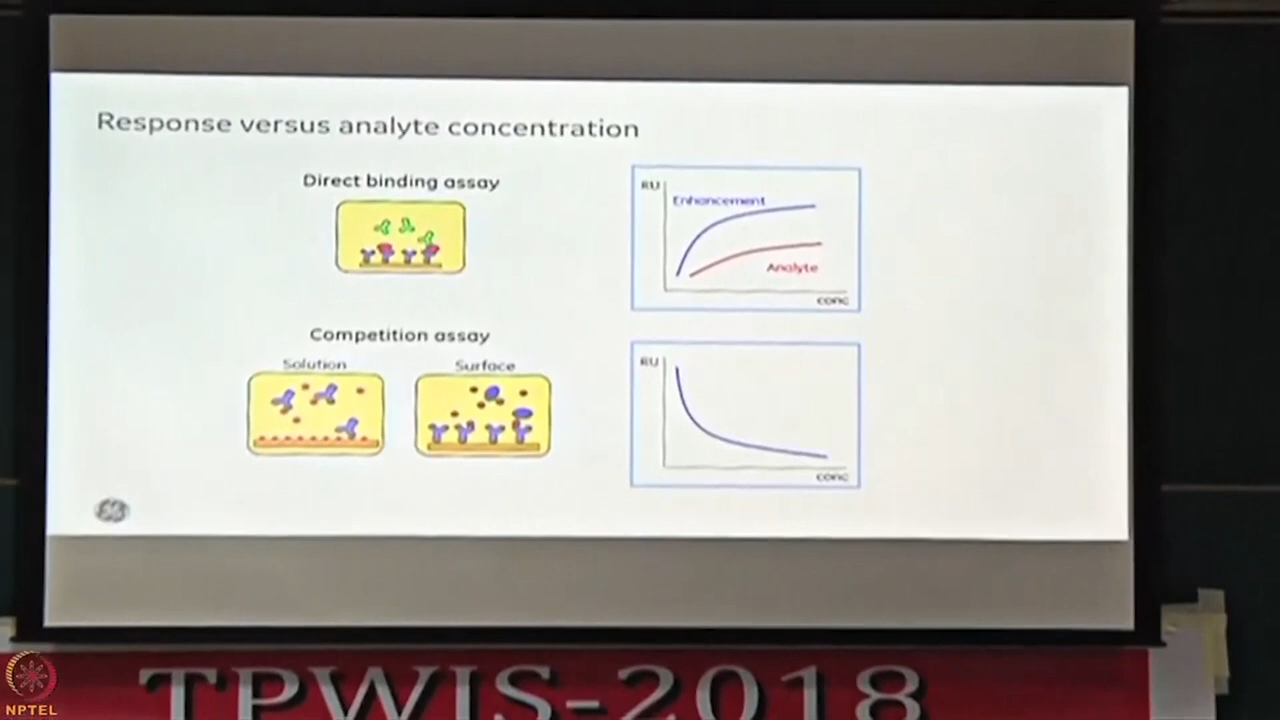 Response versus analyte concentration
Direct binding assay
RU
Enhancement
Analyte
conc
Competition assay
Solution
Surface
RU
conc
NPTEL
TPWIS-2018